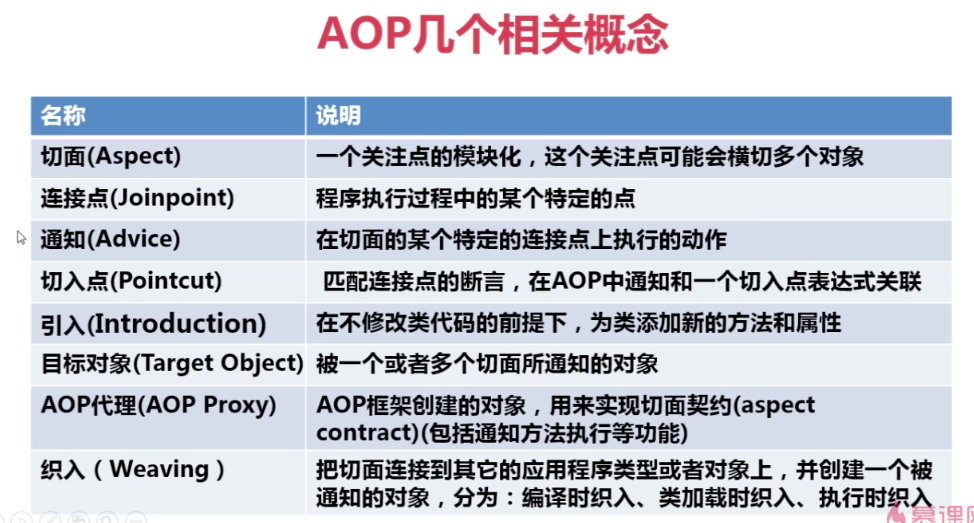 AOP几个相关概念
名称 说明
切面(Aspect) 一个关注点的模块化，这个关注点可能会横切多个对象
连接点(Joinpoint) 程序执行过程中的某个特定的点
通知(Advice) 在切面的某个特定的连接点上执行的动作
切入点(Pointcut) 匹配连接点的断言，在AOP中通知和一个切入点表达式关联
引入(Introduction) 在不修改类代码的前提下，为类添加新的方法和属性
目标对象(Target Object) 被一个或者多个切面所通知的对象
AOP代理(AOP Proxy) AOP框架创建的对象，用来实现切面契约(aspect
contract)(包括通知方法执行等功能)
织入（Weaving） 把切面连接到其它的应用程序类型或者对象上，并创建一个被
通知的对象，分为：编译时织入、类加载时织入、执行时织入
慕课网